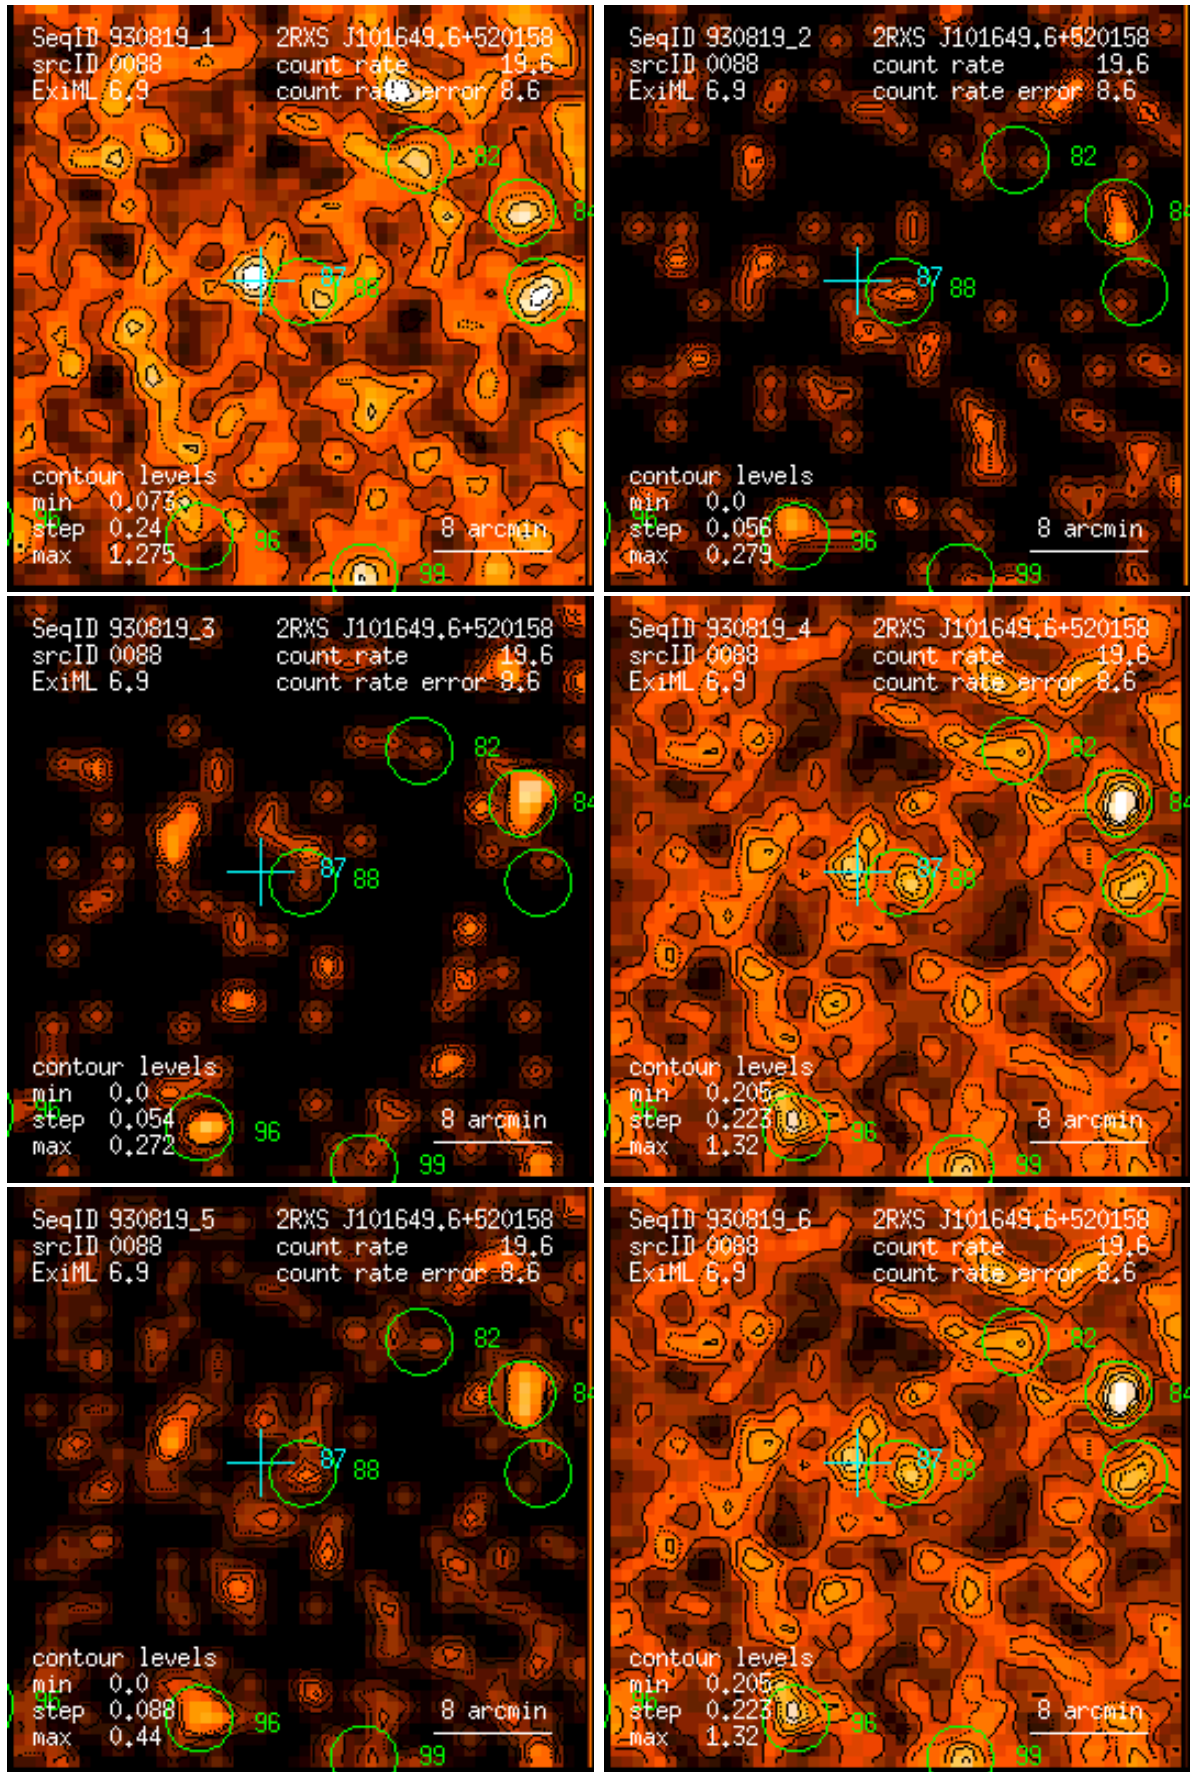 SeqID 930819_1 2RXS J101649.6+520158
srcID 0088 count rate 19.6
ExiML 6.9 count rate error 8.6
82
84
87 88
contour levels
min 0.073
step 0.24 8 arcmin
max 1.275
96 96
99
SeqID 930819_2 2RXS J101649.6+520158
srcID 0088 count rate 19.6
ExiML 6.9 count rate error 8.6
82
84
87 88
contour levels
min 0.0
step 0.056 8 arcmin
max 0.279
96 96
99
SeqID 930819_3 2RXS J101649.6+520158
srcID 0088 count rate 19.6
ExiML 6.9 count rate error 8.6
82
84
87 88
contour levels
min 0.0
step 0.054 8 arcmin
max 0.272
96 96
99
SeqID 930819_4 2RXS J101649.6+520158
srcID 0088 count rate 19.6
ExiML 6.9 count rate error 8.6
82
84
87 88
contour levels
min 0.205
step 0.223 8 arcmin
max 1.32
96 96
99
SeqID 930819_5 2RXS J101649.6+520158
srcID 0088 count rate 19.6
ExiML 6.9 count rate error 8.6
82
84
87 88
contour levels
min 0.0
step 0.088 8 arcmin
max 0.44
96 96
99
SeqID 930819_6 2RXS J101649.6+520158
srcID 0088 count rate 19.6
ExiML 6.9 count rate error 8.6
82
84
87 88
contour levels
min 0.205
step 0.223 8 arcmin
max 1.32
96 96
99